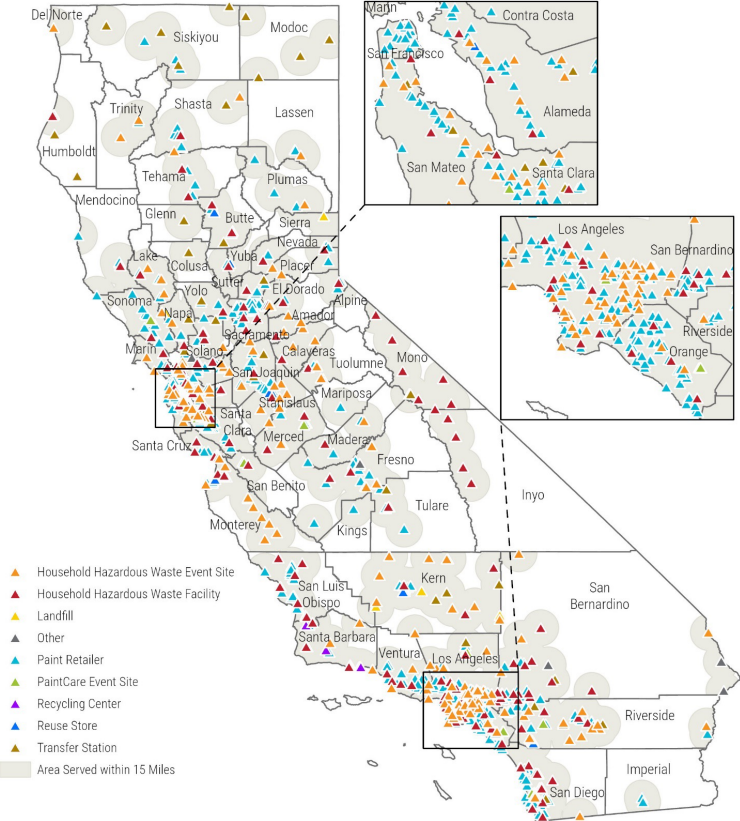 Del Norte
Siskiyou
Modoc
Trinity
Shasta
Lassen
Humboldt
Tehama
Plumas
Mendocino
Glenn
Butte
Sierra
Nevada
Lake
Colusa
Yuba
Placer
Sutter
Sonoma
Yolo
El Dorado
Napa
Alpine
Amador
Sacramento
Marin
Solano
Calaveras
San Joaquin
Tuolumne
Mono
Stanislaus
Mariposa
Santa
Clara
Merced
Madera
Santa Cruz
Fresno
San Benito
Tulare
Inyo
Monterey
Kings
Kern
San Luis
Obispo
San
Bernardino
Santa Barbara
Ventura
Los Angeles
Riverside
Imperial
San Diego
Marin
Contra Costa
San Francisco
Alameda
San Mateo
Santa Clara
Los Angeles
San Bernardino
Riverside
Orange
Household Hazardous Waste Event Site
Household Hazardous Waste Facility
Landfill
Other
Paint Retailer
PaintCare Event Site
Recycling Center
Reuse Store
Transfer Station
Area Served within 15 Miles